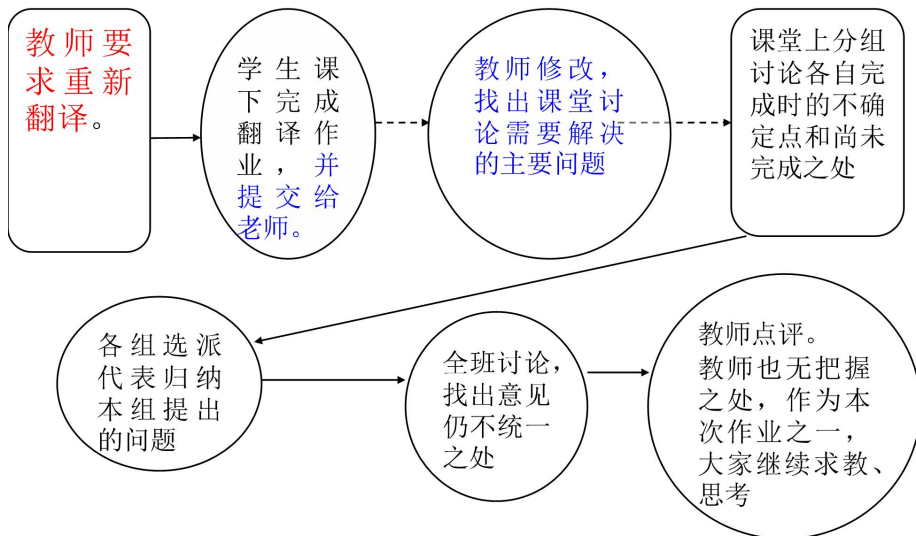 教师要
求重新
翻译。
学生课
下完成
翻译作
业，并
提交给
老师。
教师修改，
找出课堂讨
论需要解决
的主要问题
课堂上分组
讨论各自完
成时的不确
定点和尚未
完成之处
各组选派
代表归纳
本组提出
的问题
全班讨论，
找出意见
仍不统一
之处
教师点评。
教师也无把握
之处，作为本
次作业之一，
大家继续求教、
思考